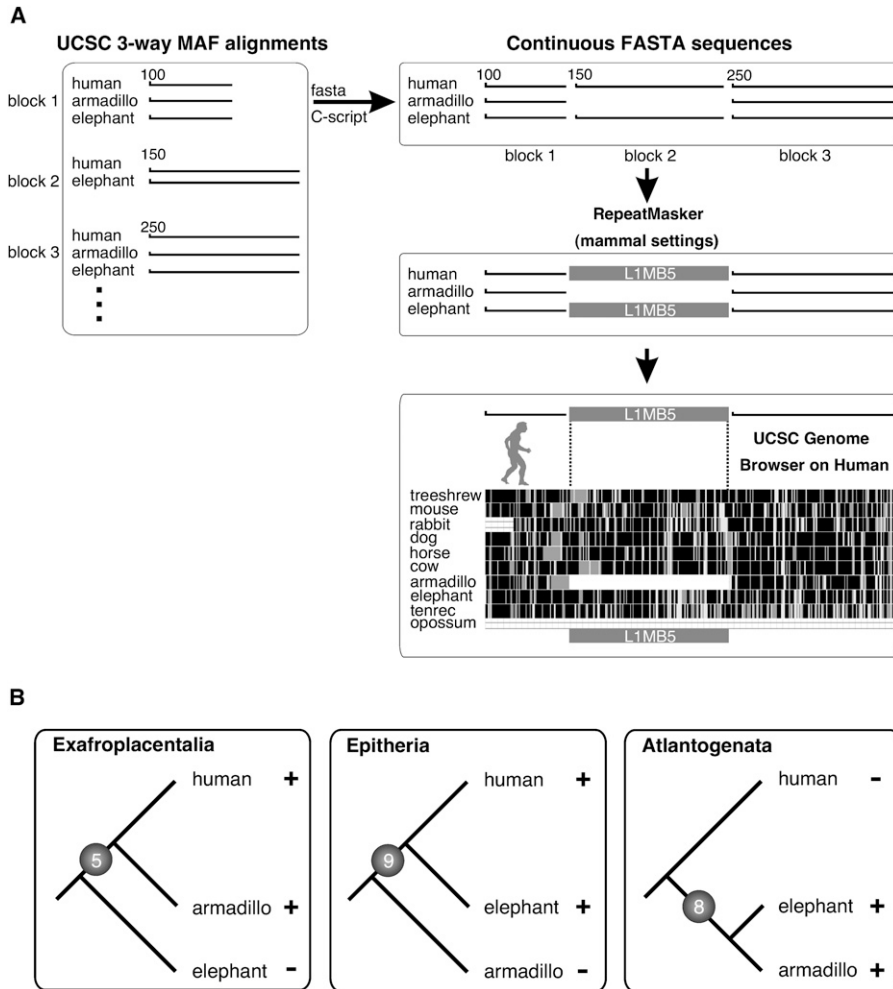 A
UCSC 3-way MAF alignments
block 1
100
human
armadillo
elephant
block 2
150
human
elephant
block 3
250
human
armadillo
elephant
fasta
C-script
Continuous FASTA sequences
100 150 250
human
armadillo
elephant
block 1 block 2 block 3
RepeatMasker
(mammal settings)
human L1MB5
armadillo
elephant L1MB5
L1MB5
UCSC Genome
Browser on Human
treeshrew
mouse
rabbit
dog
horse
cow
armadillo
elephant
tenrec
opossum
L1MB5
B
Exafroplacentalia
human +
5
armadillo +
elephant -
Epitheria
human +
9
elephant +
armadillo -
Atlantogenata
human -
8
elephant +
armadillo +